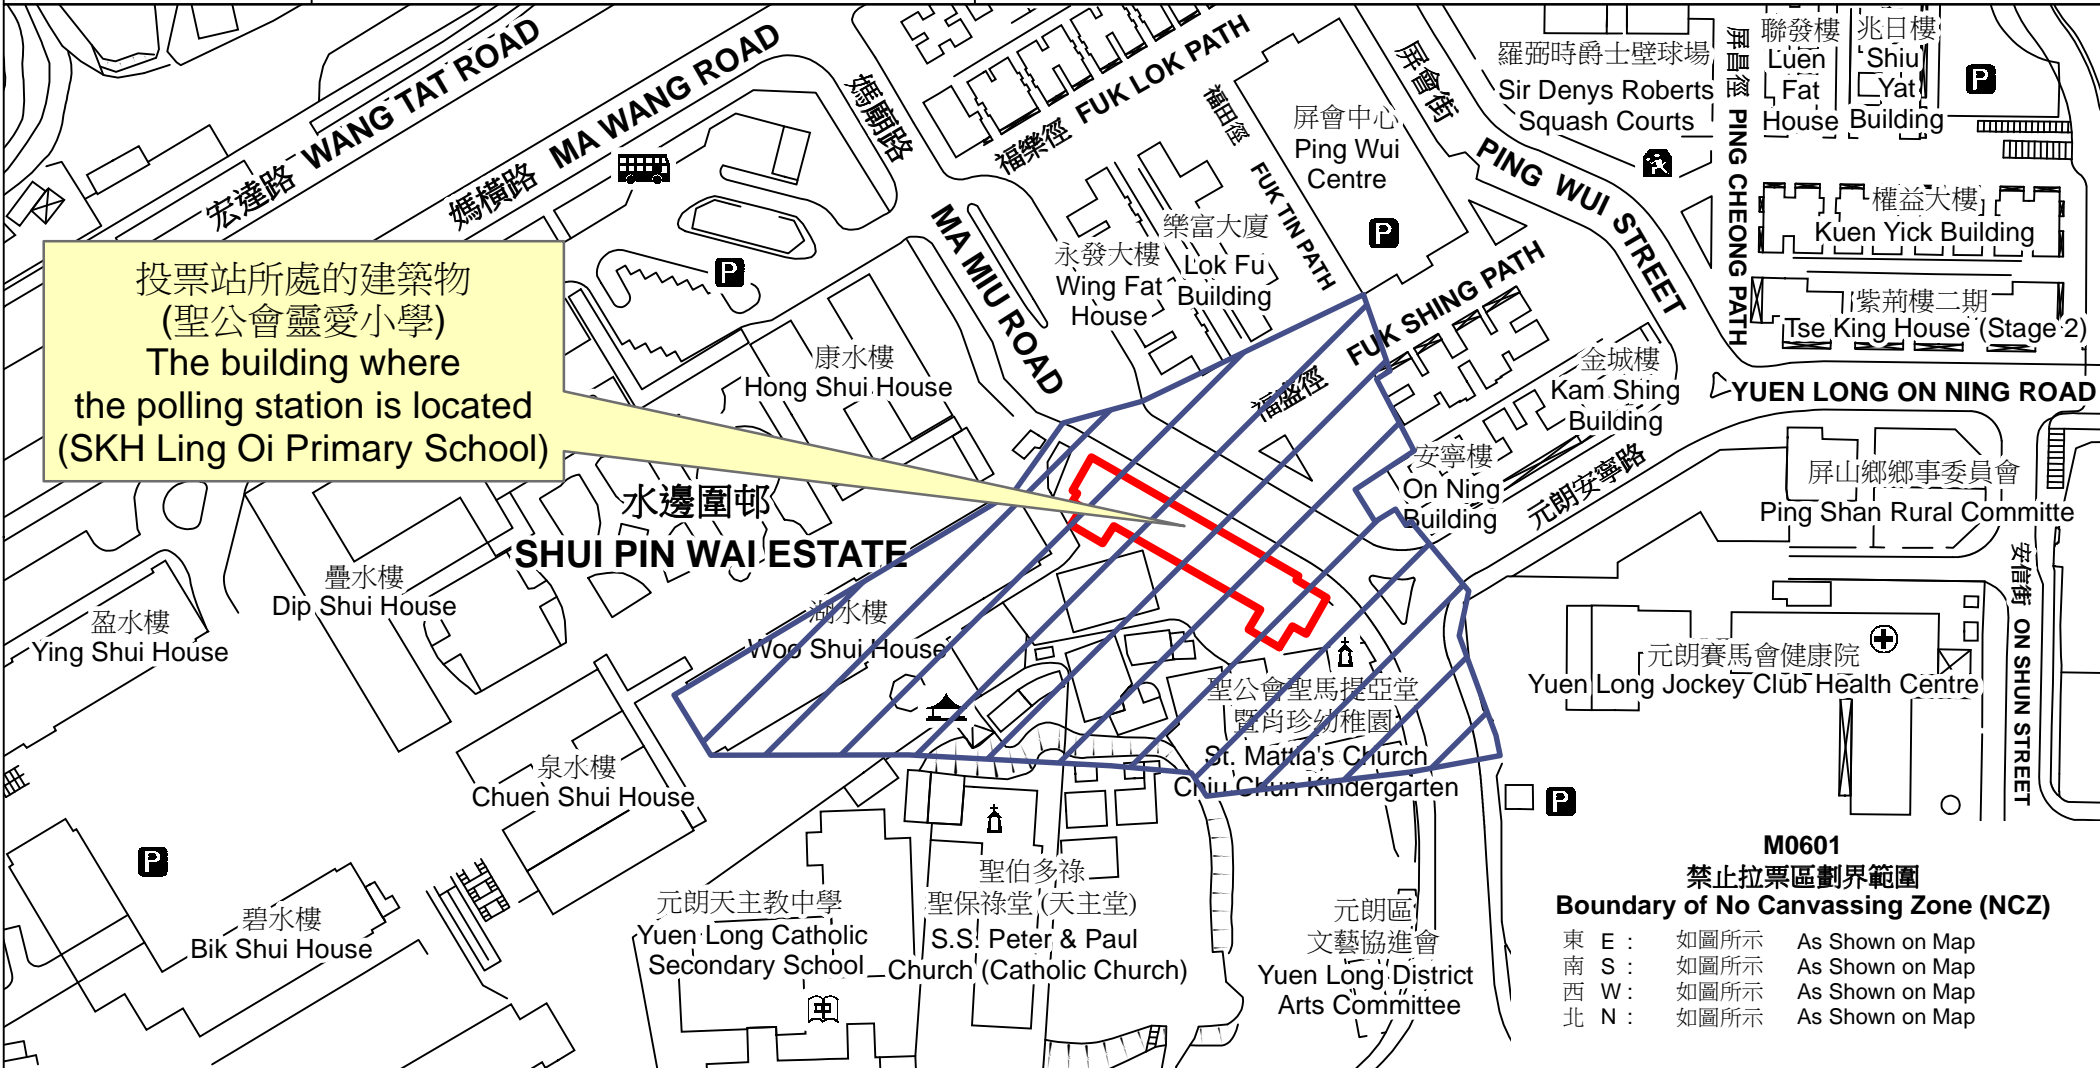 宏達路 WANG TAT ROAD
媽橫路 MA WANG ROAD
媽廟路
MA MIU ROAD
福樂徑 FUK LOK PATH
福田徑 FUK TIN PATH
屏會街
PING WUI STREET
屏會中心
Ping Wui
Centre
羅弼時爵士壁球場
Sir Denys Roberts
Squash Courts
屏昌徑 PING CHEONG PATH
聯發樓
Luen
Fat
House
兆日樓
Shiu
Yat
Building
權益大樓
Kuen Yick Building
紫荊樓二期
Tse King House (Stage 2)
永發大樓
Wing Fat
House
樂富大廈
Lok Fu
Building
福盛徑 FUK SHING PATH
金城樓
Kam Shing
Building
YUEN LONG ON NING ROAD
元朗安寧路
安寧樓
On Ning
Building
投票站所處的建築物
(聖公會靈愛小學)
The building where
the polling station is located
(SKH Ling Oi Primary School)
康水樓
Hong Shui House
水邊圍邨
SHUI PIN WAI ESTATE
疊水樓
Dip Shui House
盈水樓
Ying Shui House
湖水樓
Woo Shui House
泉水樓
Chuen Shui House
碧水樓
Bik Shui House
屏山鄉鄉事委員會
Ping Shan Rural Committe
安信街 ON SHUN STREET
元朗賽馬會健康院
Yuen Long Jockey Club Health Centre
聖公會聖馬提亞堂
暨肖珍幼稚園
St. Mattia's Church
Chiu Chun Kindergarten
元朗天主教中學
Yuen Long Catholic
Secondary School
聖伯多祿
聖保祿堂 (天主堂)
S.S. Peter & Paul
Church (Catholic Church)
元朗區
文藝協進會
Yuen Long District
Arts Committee
P
P
P
P
P
M0601
禁止拉票區劃界範圍
Boundary of No Canvassing Zone (NCZ)
東 E : 如圖所示 As Shown on Map
南 S : 如圖所示 As Shown on Map
西 W : 如圖所示 As Shown on Map
北 N : 如圖所示 As Shown on Map